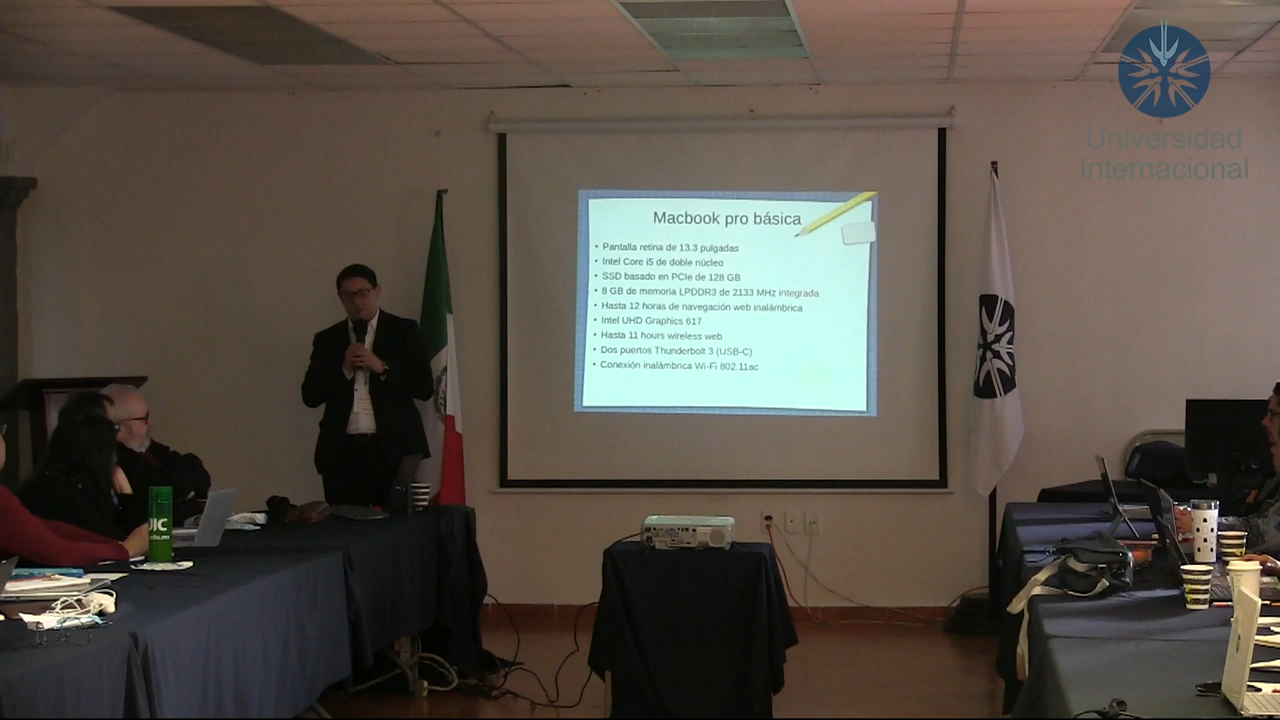 Universidad
Internacional
Macbook pro básica
• Pantalla retina de 13.3 pulgadas
• Intel Core i5 de doble núcleo
• SSD basado en PCIe de 128 GB
• 8 GB de memoria LPDDR3 de 2133 MHz integrada
• Hasta 12 horas de navegación web inalámbrica
• Intel UHD Graphics 617
• Hasta 11 hours wireless web
• Dos puertos Thunderbolt 3 (USB-C)
• Conexión inalámbrica Wi-Fi 802.11ac
UIC